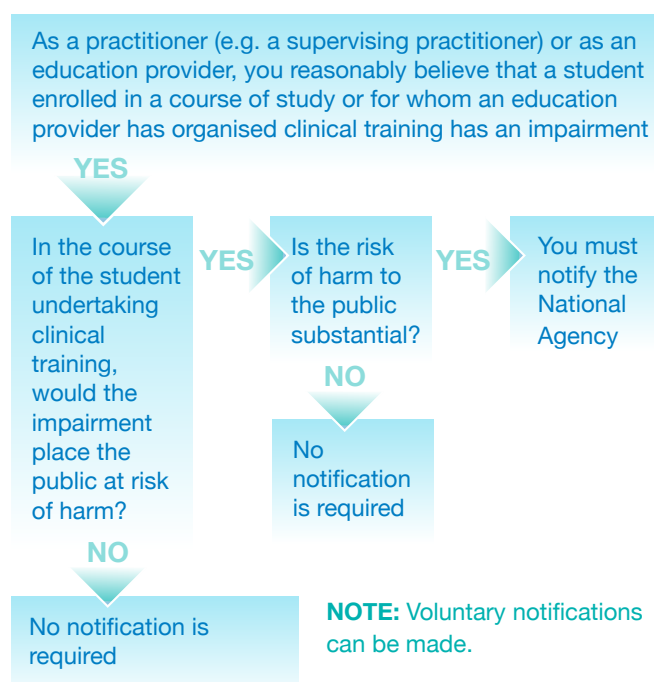 As a practitioner (e.g. a supervising practitioner) or as an
education provider, you reasonably believe that a student
enrolled in a course of study or for whom an education
provider has organised clinical training has an impairment
YES
In the course
of the student
undertaking
clinical
training,
would the
impairment
place the
public at risk
of harm?
YES
Is the risk
of harm to
the public
substantial?
YES
You must
notify the
National
Agency
NO
No
notification
is required
NO
No notification is
required
NOTE: Voluntary notifications
can be made.